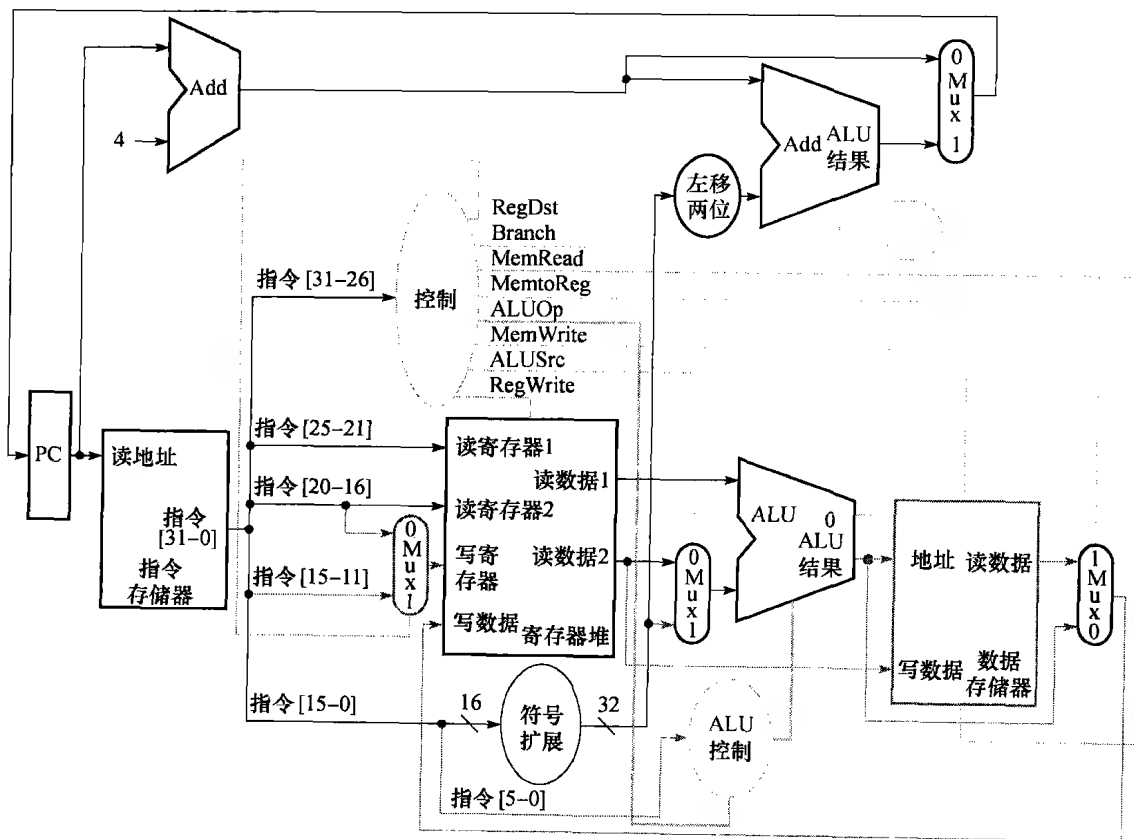 Add
4
0
Mux
1
Add
ALU
结果
左移
两位
RegDst
Branch
MemRead
MemtoReg
ALUOp
MemWrite
ALUSrc
RegWrite
控制
指令 [31-26]
指令 [25-21]
指令 [20-16]
指令 [15-11]
指令 [15-0]
指令 [5-0]
PC
读地址
指令
[31-0]
指令
存储器
0
Mux
1
读寄存器1
读数据1
读寄存器2
写寄
存器
读数据2
写数据
寄存器堆
0
Mux
1
ALU
0
ALU
结果
地址
读数据
写数据
数据
存储器
1
Mux
0
16
符号
扩展
32
ALU
控制